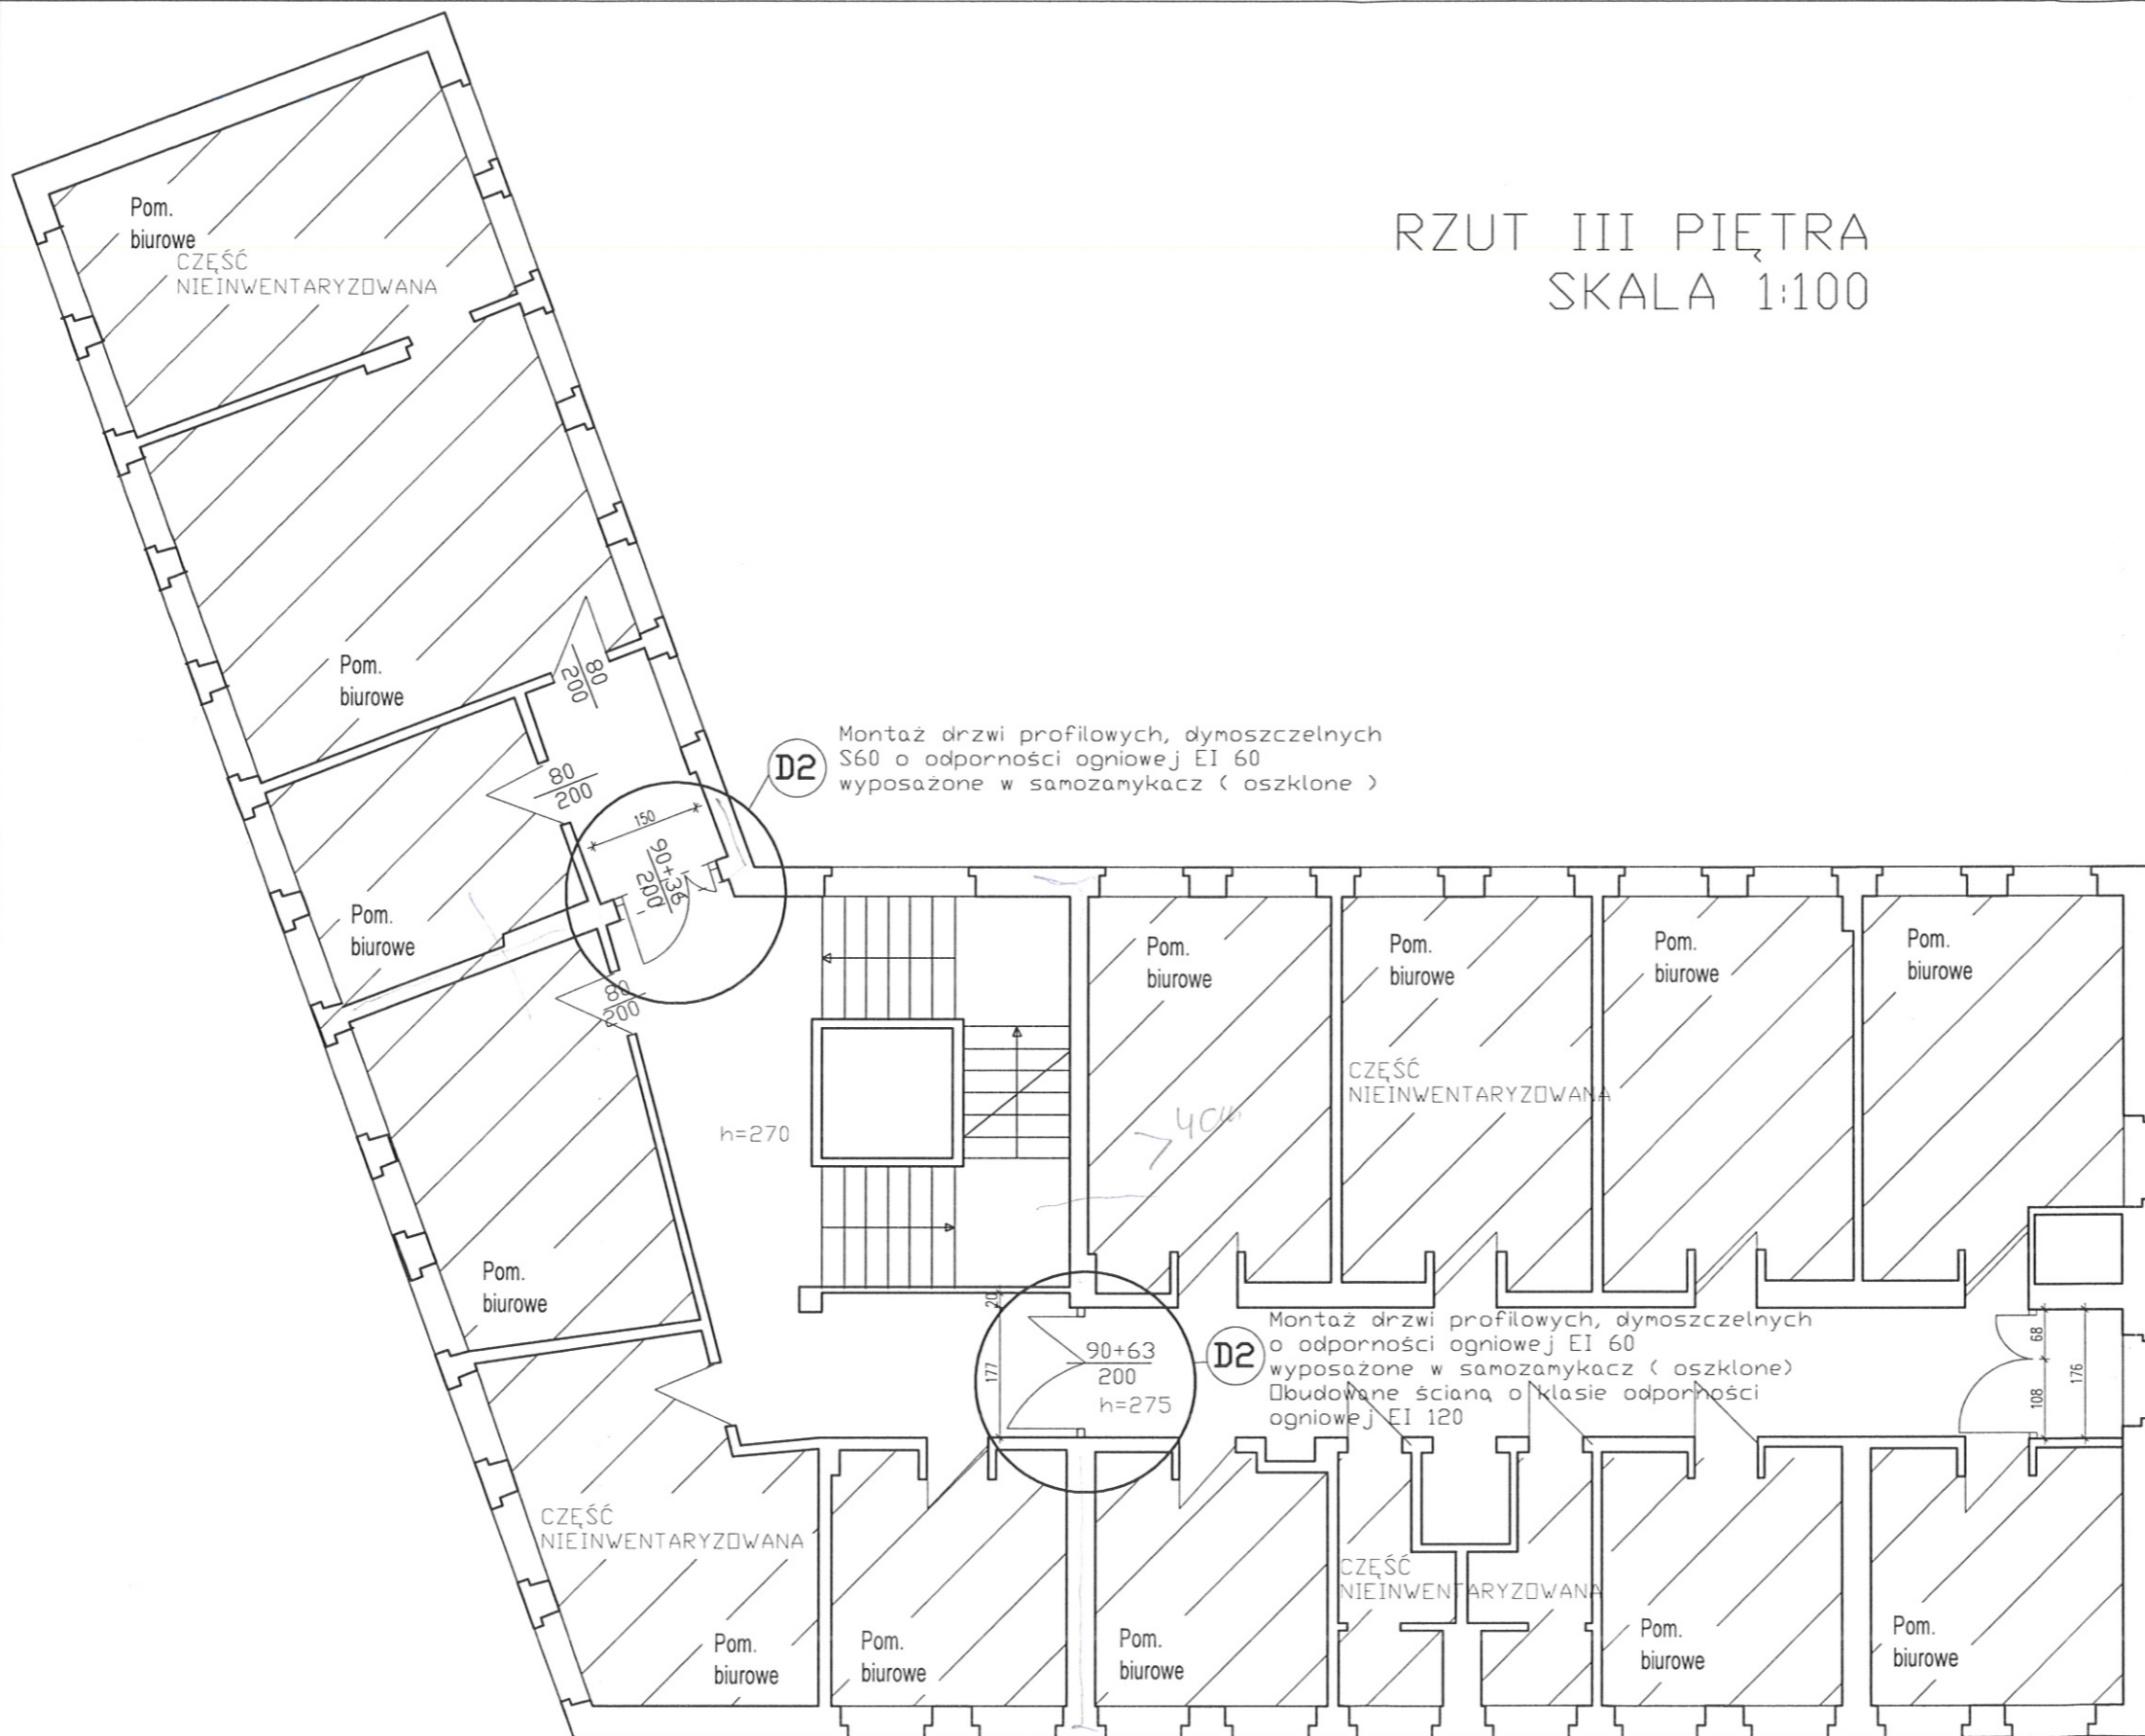 RZUT III PIĘTRA
SKALA 1:100
Pom.
biurowe
CZĘŚĆ
NIEINWENTARYZOWANA
Pom.
biurowe
80
200
D2
Montaż drzwi profilowych, dymoszczelnych
S60 o odporności ogniowej EI 60
wyposażone w samozamykacz ( oszklone )
80
200
150
90+36
200
Pom.
biurowe
80
200
Pom.
biurowe
Pom.
biurowe
Pom.
biurowe
Pom.
biurowe
CZĘŚĆ
NIEINWENTARYZOWANA
h=270
Pom.
biurowe
20
177
90+63
200
h=275
D2
Montaż drzwi profilowych, dymoszczelnych
o odporności ogniowej EI 60
wyposażone w samozamykacz ( oszklone)
Obudowane ścianą o klasie odporności
ogniowej EI 120
68
108
176
CZĘŚĆ
NIEINWENTARYZOWANA
CZĘŚĆ
NIEINWENTARYZOWANA
Pom.
biurowe
Pom.
biurowe
Pom.
biurowe
Pom.
biurowe
Pom.
biurowe